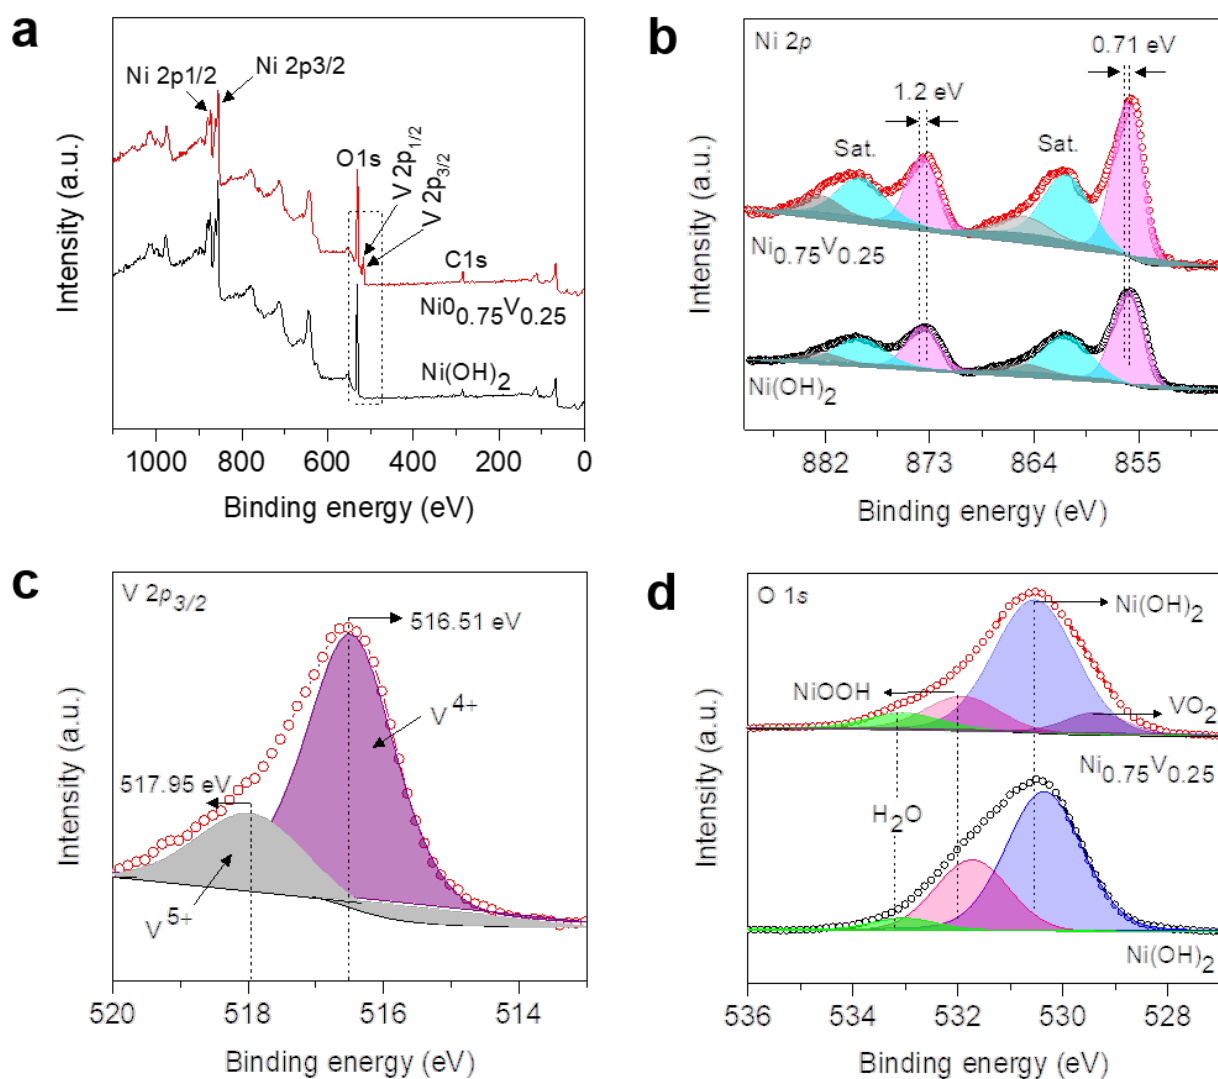 a
Ni 2p1/2
Ni 2p3/2
O1s
V 2p1/2
V 2p3/2
C1s
Ni00.75V0.25
Ni(OH)2
Intensity (a.u.)
1000 800 600 400 200 0
Binding energy (eV)
b
Ni 2p
0.71 eV
1.2 eV
Sat.
Sat.
Ni0.75V0.25
Ni(OH)2
Intensity (a.u.)
882 873 864 855
Binding energy (eV)
c
V 2p3/2
516.51 eV
V4+
517.95 eV
V5+
Intensity (a.u.)
520 518 516 514
Binding energy (eV)
d
O 1s
Ni(OH)2
NiOOH
VO2
Ni0.75V0.25
H2O
Ni(OH)2
Intensity (a.u.)
536 534 532 530 528
Binding energy (eV)